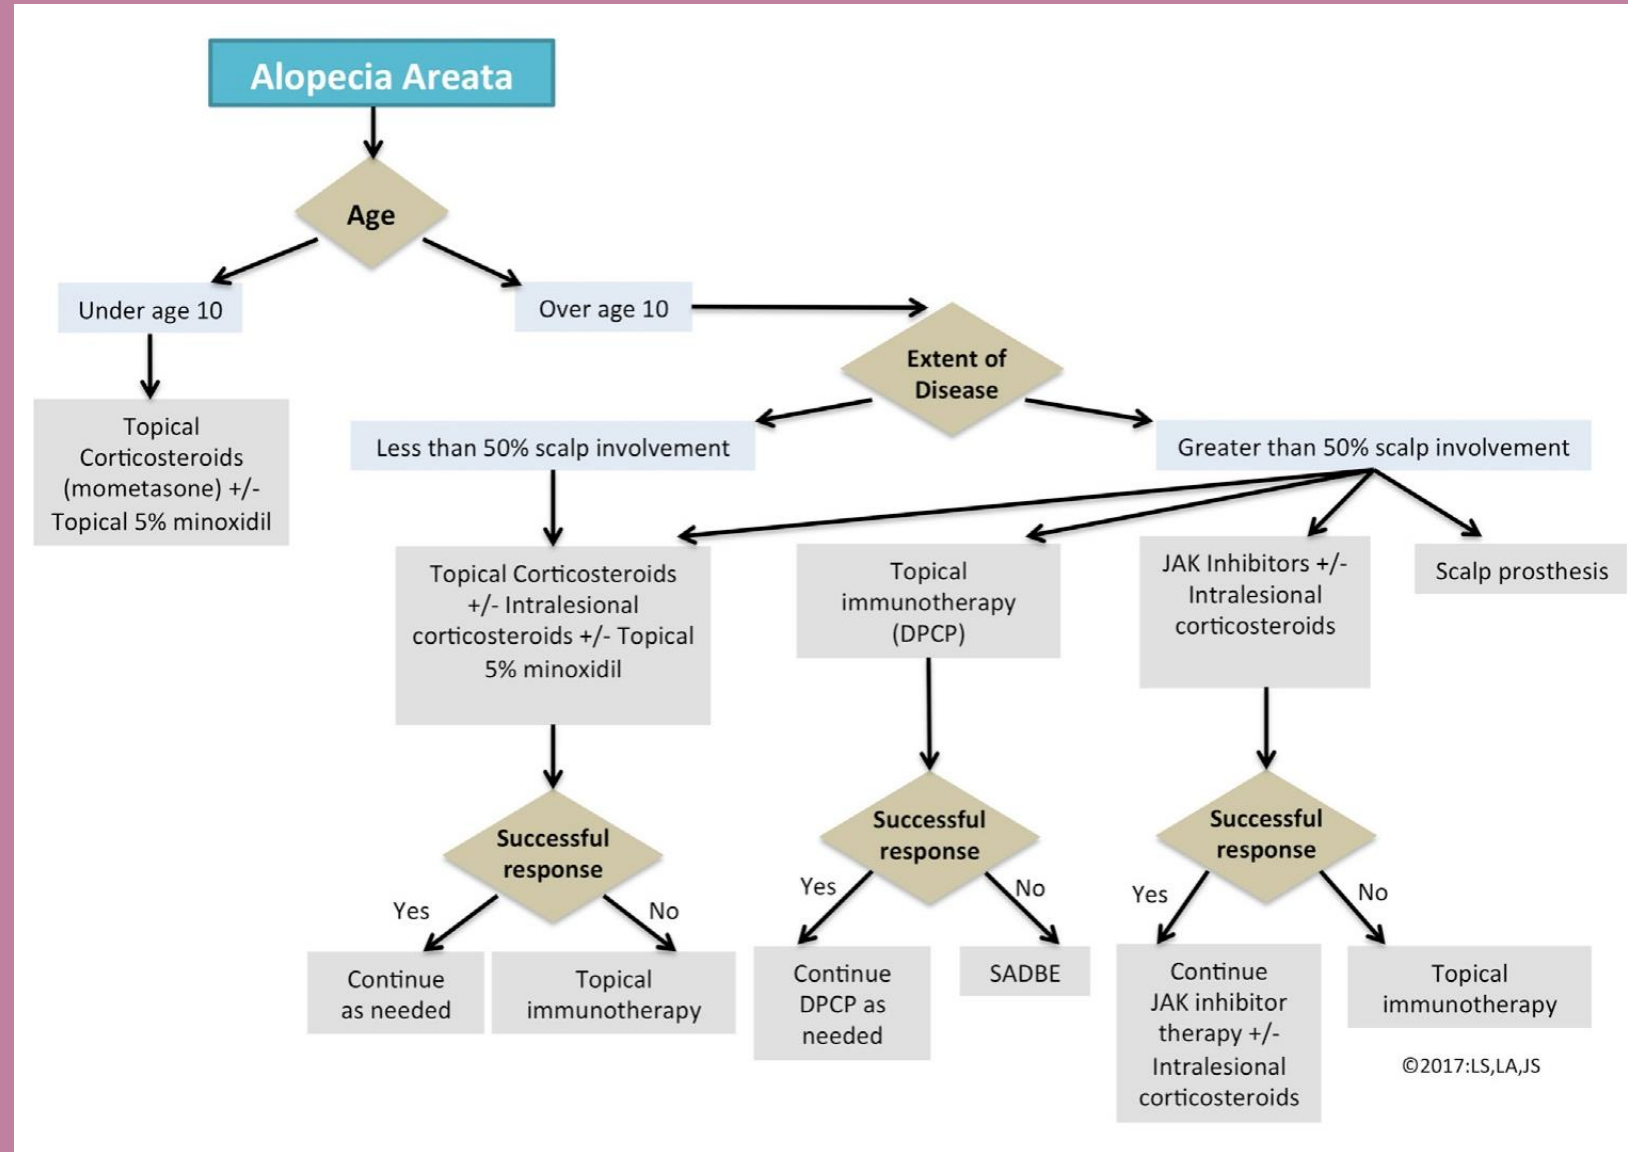 Alopecia Areata
Age
Under age 10
Over age 10
Topical
Corticosteroids
(mometasone) +/-
Topical 5% minoxidil
Extent of
Disease
Less than 50% scalp involvement
Greater than 50% scalp involvement
Topical Corticosteroids
+/- Intralesional
corticosteroids +/- Topical
5% minoxidil
Topical
immunotherapy
(DPCP)
JAK Inhibitors +/-
Intralesional
corticosteroids
Scalp prosthesis
Successful
response
Yes
No
Continue
as needed
Topical
immunotherapy
Successful
response
Yes
No
Continue
DPCP as
needed
SADBE
Successful
response
Yes
No
Continue
JAK inhibitor
therapy +/-
Intralesional
corticosteroids
Topical
immunotherapy
©2017:LS,LA,JS